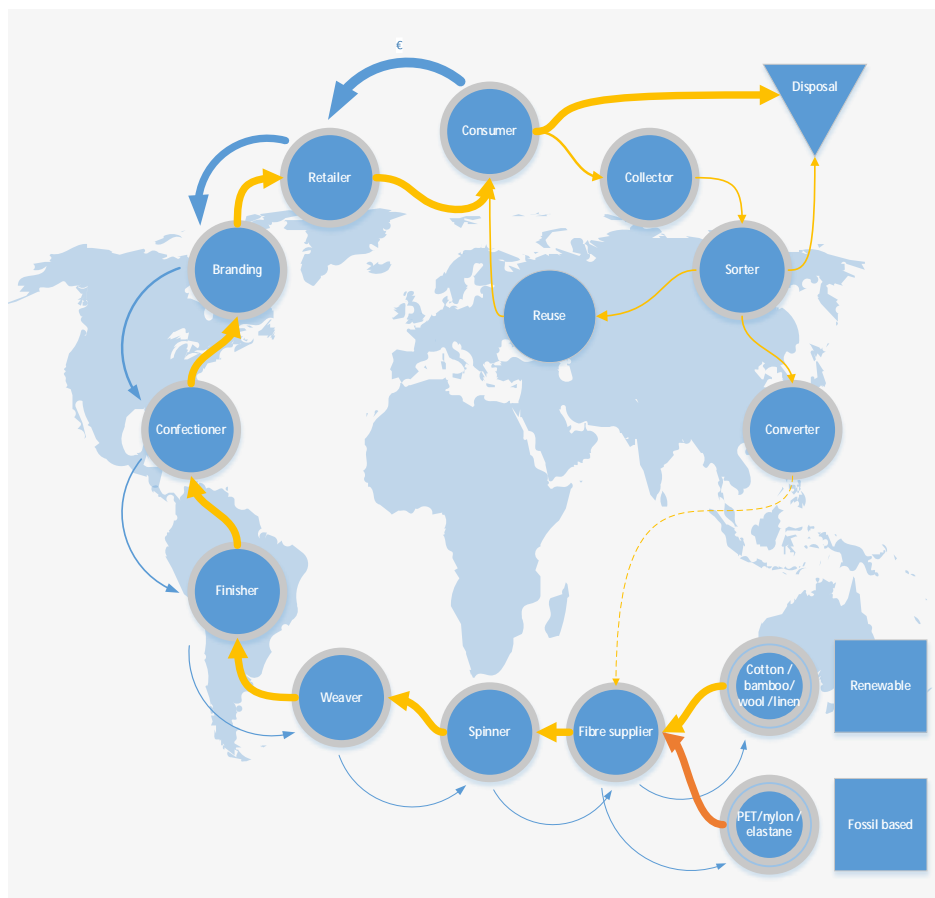 €
Disposal
Consumer
Retailer
Collector
Branding
Sorter
Reuse
Confectioner
Converter
Finisher
Cotton /
bamboo/
wool /linen
Renewable
Weaver
Spinner
Fibre supplier
PET/nylon /
elastane
Fossil based